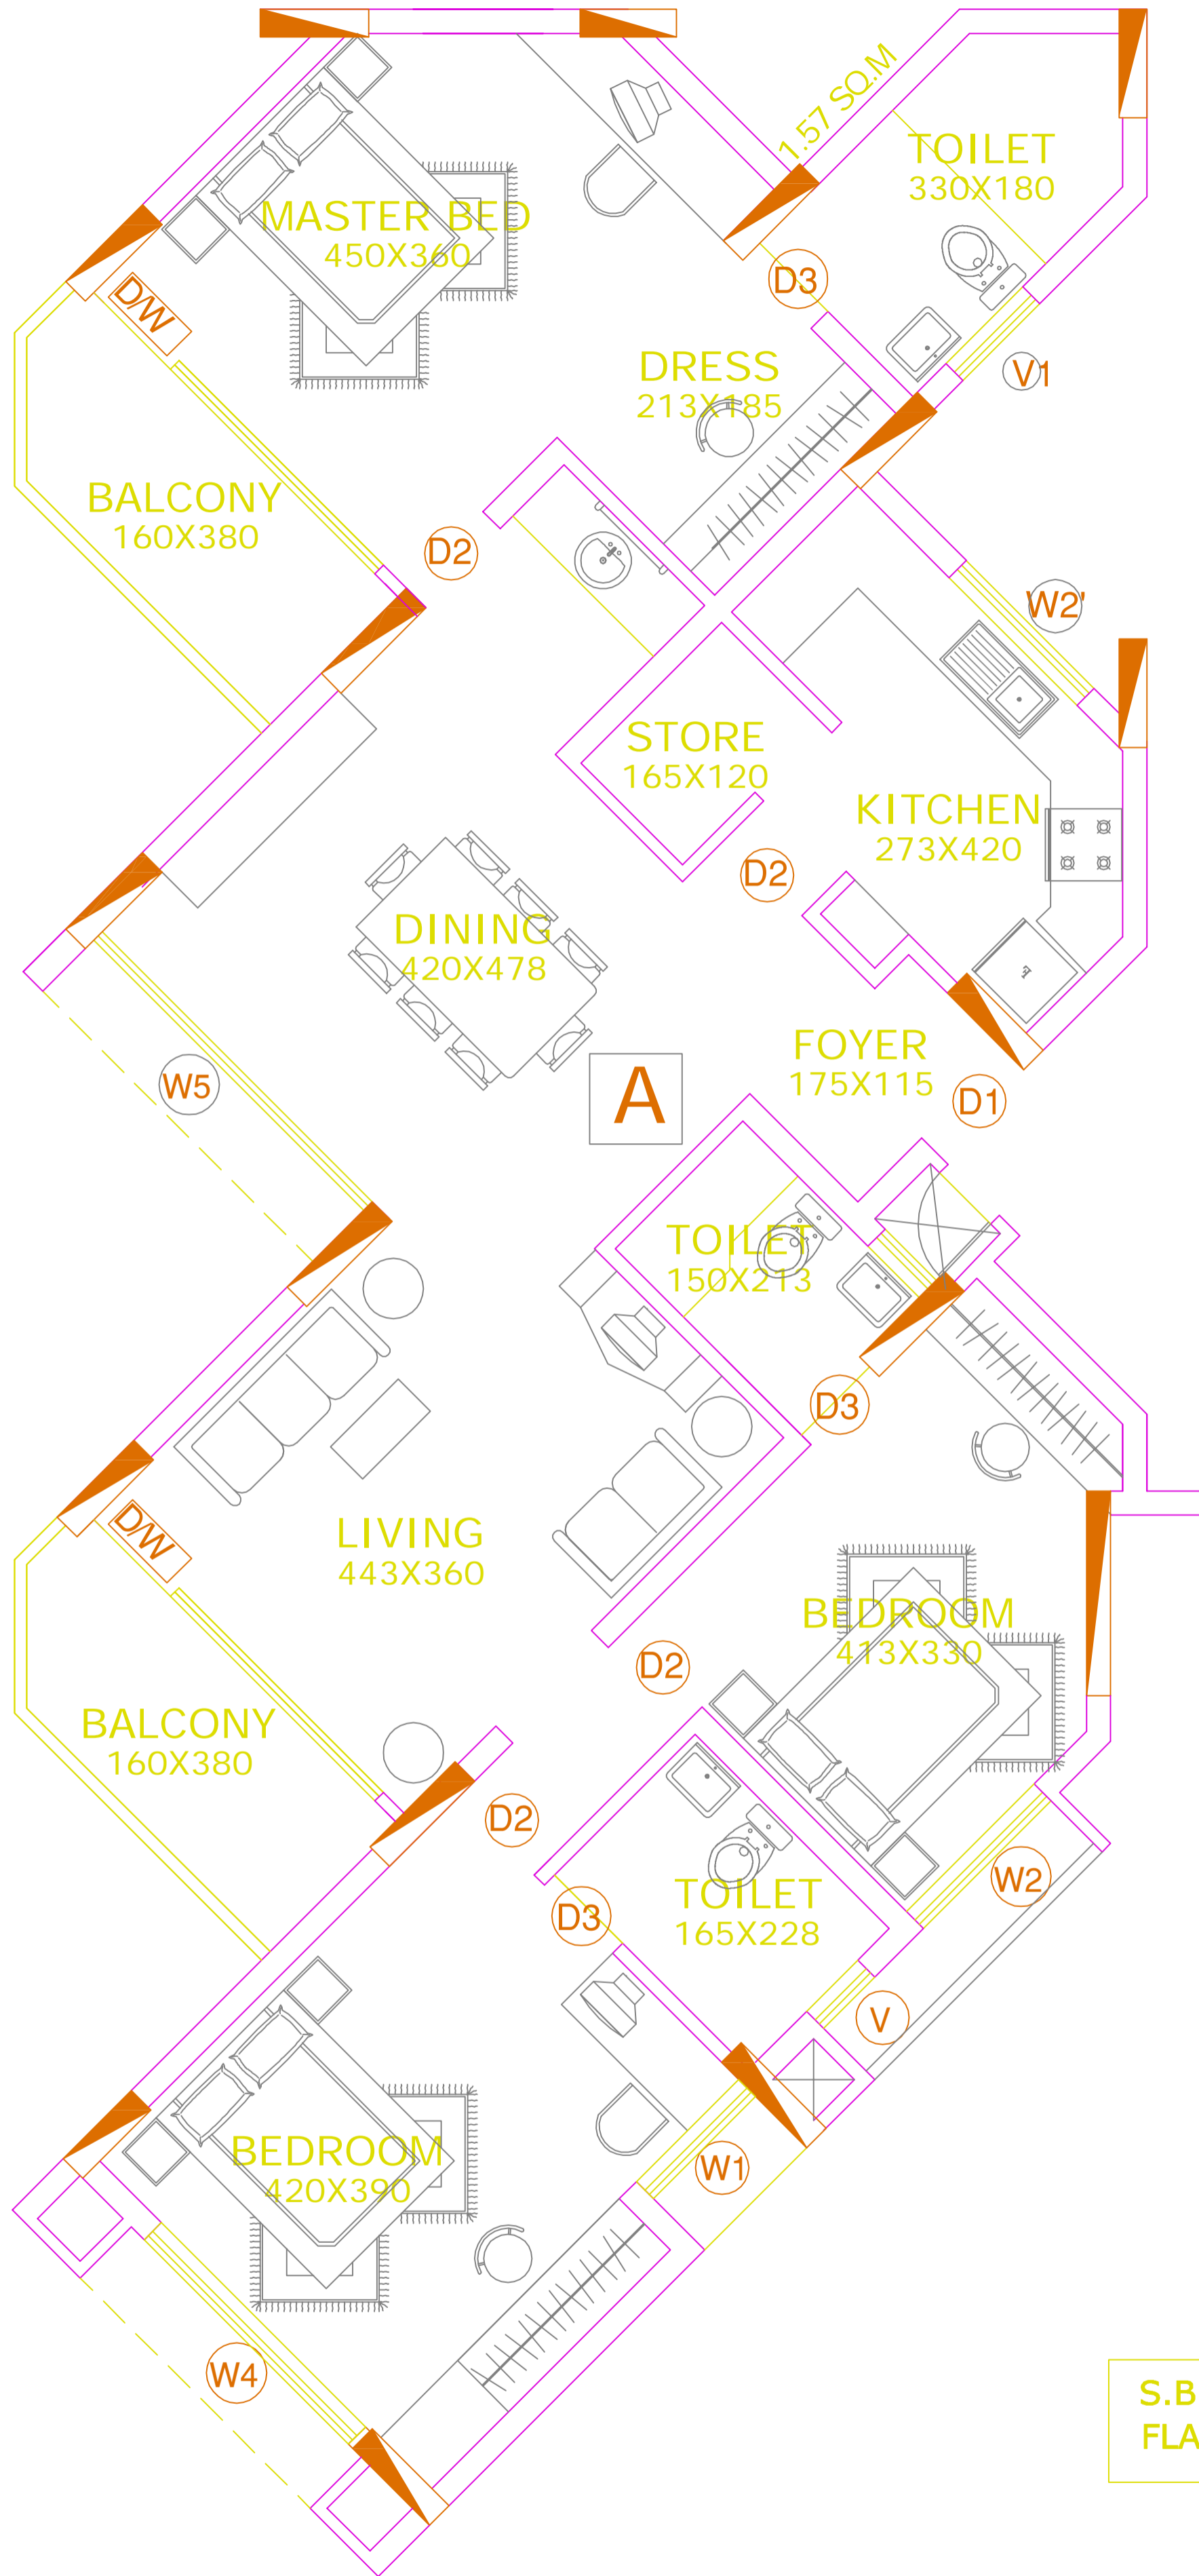 1.57 SQ.M
TOILET
330X180
MASTER BED
450X360
D3
D/W
DRESS
213X185
V1
BALCONY
160X380
D2
W2'
STORE
165X120
KITCHEN
273X420
D2
DINING
420X478
F
FOYER
175X115
W5
A
D1
TOILET
150X213
D3
D/W
LIVING
443X360
BEDROOM
413X330
D2
BALCONY
160X380
D2
W2
TOILET
165X228
D3
V
BEDROOM
420X390
W1
W4
S.B
FLA